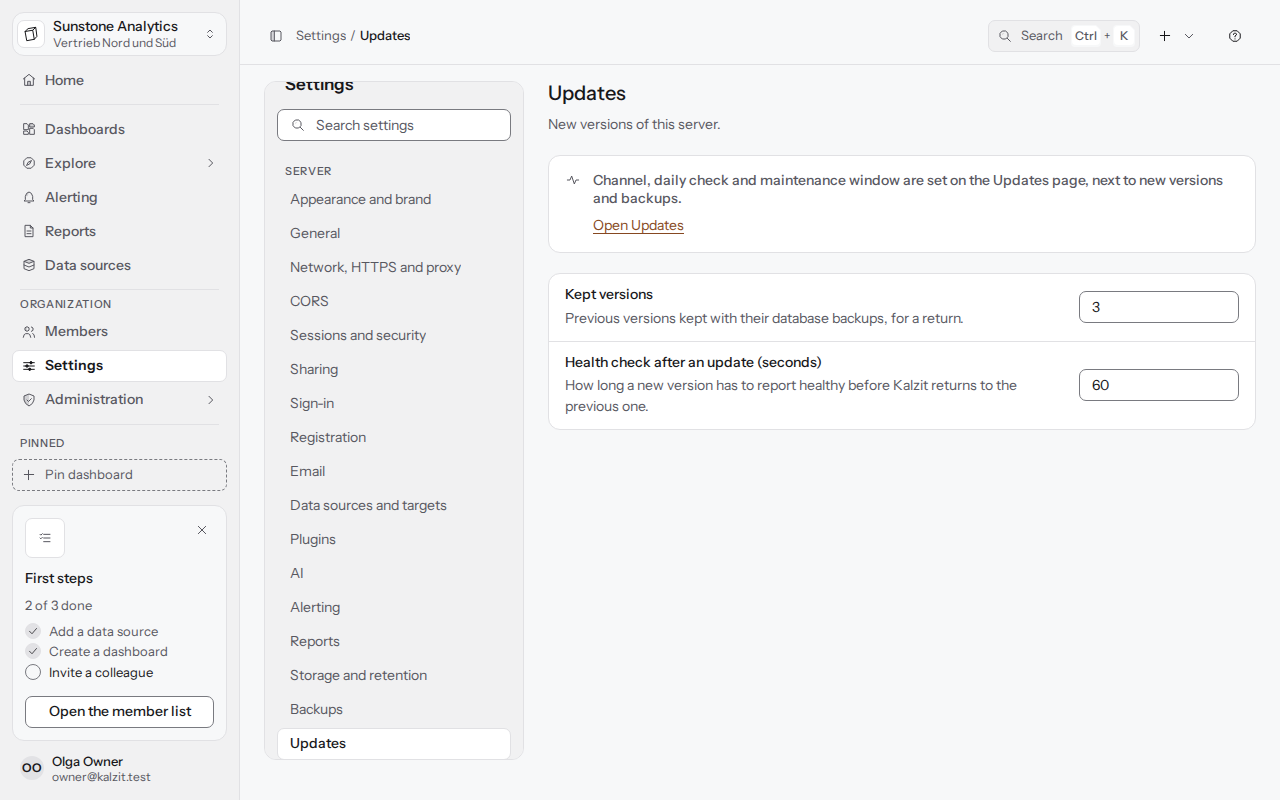 Sunstone Analytics
Vertrieb Nord und Süd
Home
Dashboards
Explore
Alerting
Reports
Data sources
ORGANIZATION
Members
Settings
Administration
PINNED
Pin dashboard
First steps
2 of 3 done
Add a data source
Create a dashboard
Invite a colleague
Open the member list
OO
Olga Owner
owner@kalzit.test
Settings / Updates
Search Ctrl + K
Settings
Search settings
SERVER
Appearance and brand
General
Network, HTTPS and proxy
CORS
Sessions and security
Sharing
Sign-in
Registration
Email
Data sources and targets
Plugins
AI
Alerting
Reports
Storage and retention
Backups
Updates
Updates
New versions of this server.
Channel, daily check and maintenance window are set on the Updates page, next to new versions
and backups.
Open Updates
Kept versions
Previous versions kept with their database backups, for a return.
3
Health check after an update (seconds)
How long a new version has to report healthy before Kalzit returns to the
previous one.
60